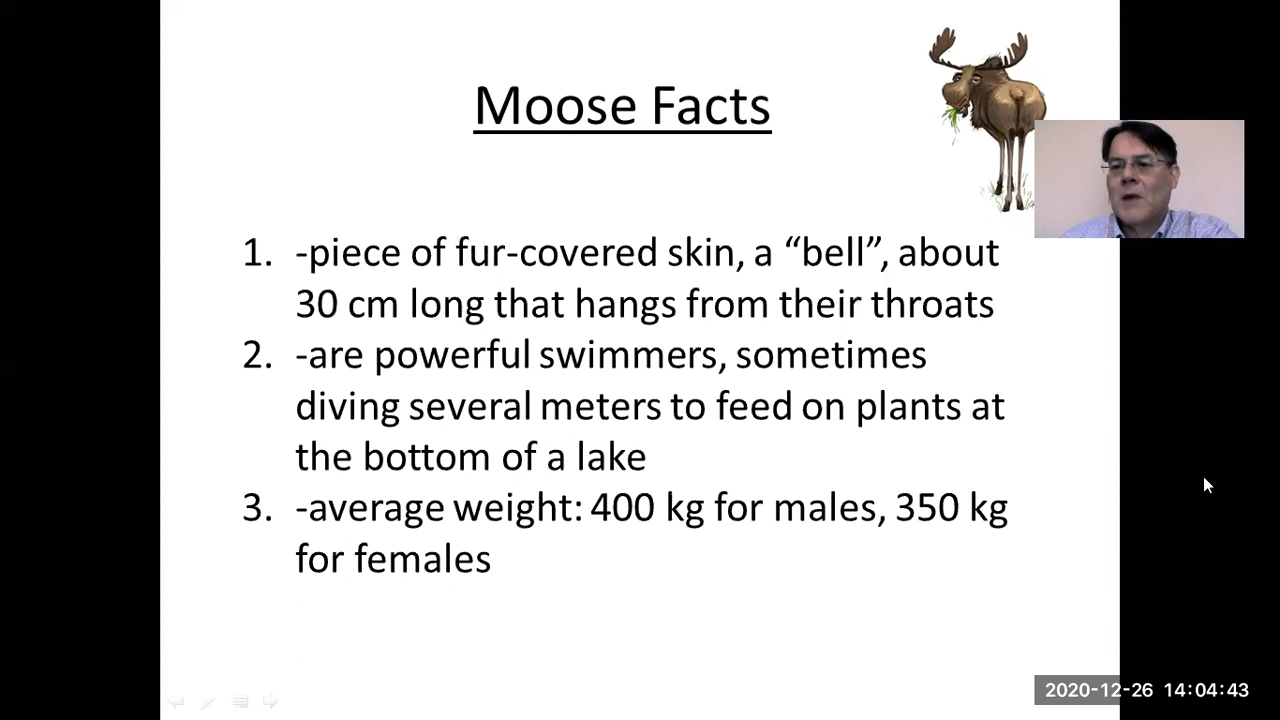 Moose Facts
1. -piece of fur-covered skin, a “bell”, about
30 cm long that hangs from their throats
2. -are powerful swimmers, sometimes
diving several meters to feed on plants at
the bottom of a lake
3. -average weight: 400 kg for males, 350 kg
for females
2020-12-26 14:04:43